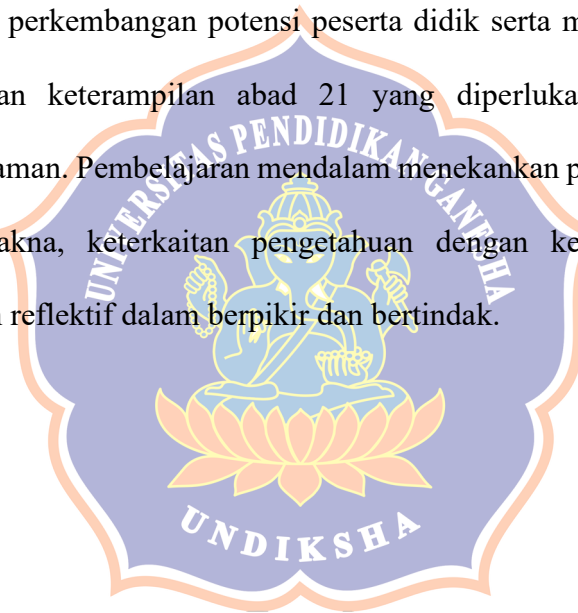 perkembangan potensi peserta didik serta m
an keterampilan abad 21 yang diperluka
aman. Pembelajaran mendalam menekankan p
akna, keterkaitan pengetahuan dengan ke
reflektif dalam berpikir dan bertindak.
UNIVERSITAS PENDIDIKAN GANESHA
UNDIKSHA